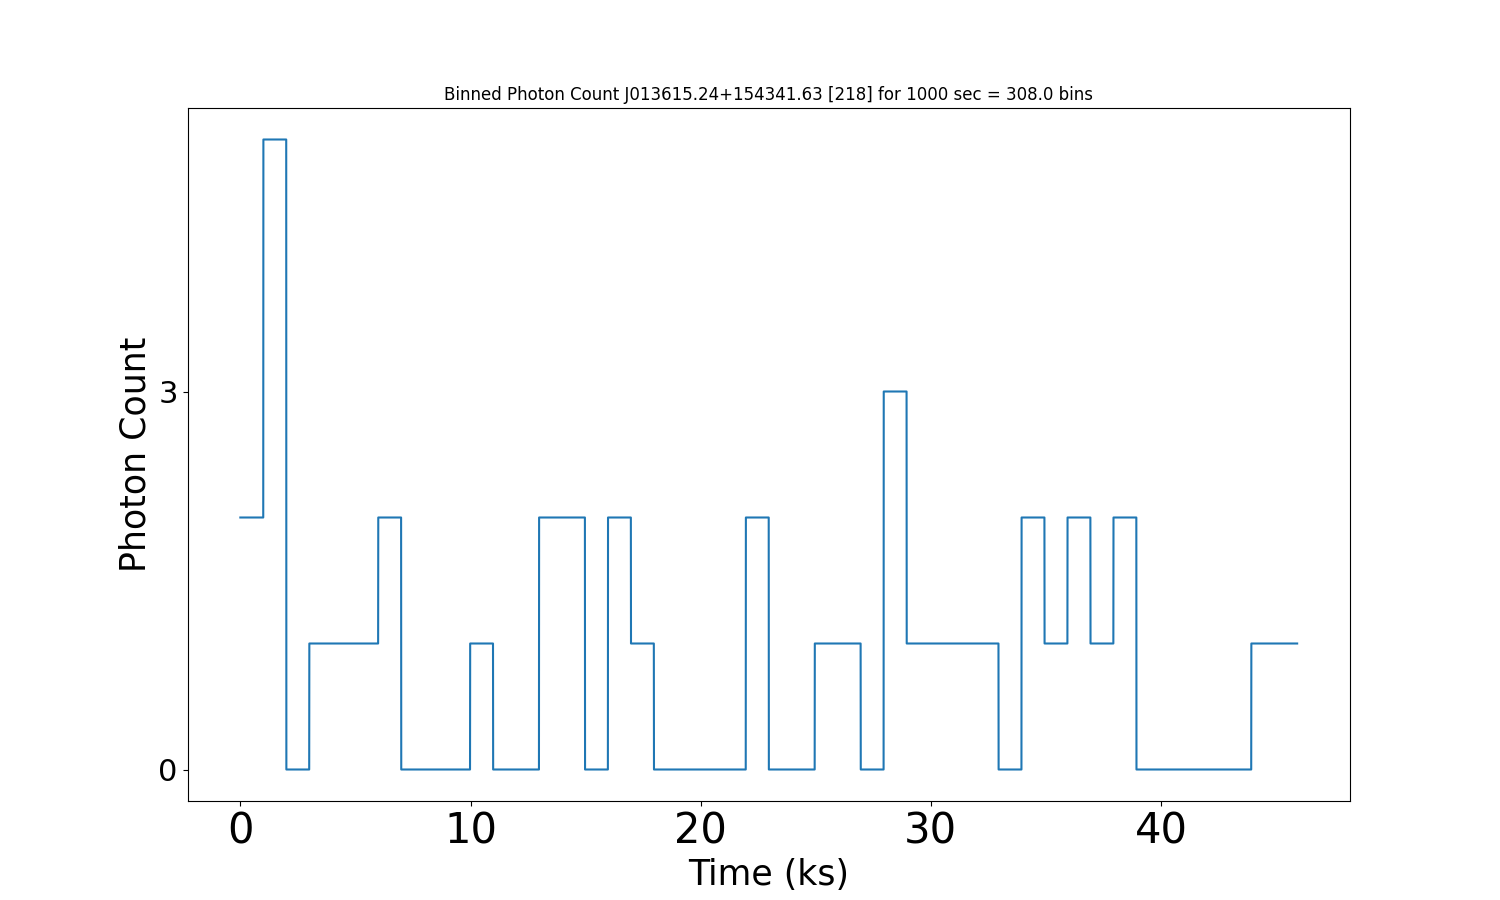 Binned Photon Count J013615.24+154341.63 [218] for 1000 sec = 308.0 bins
Photon Count
3
0
0 10 20 30 40
Time (ks)